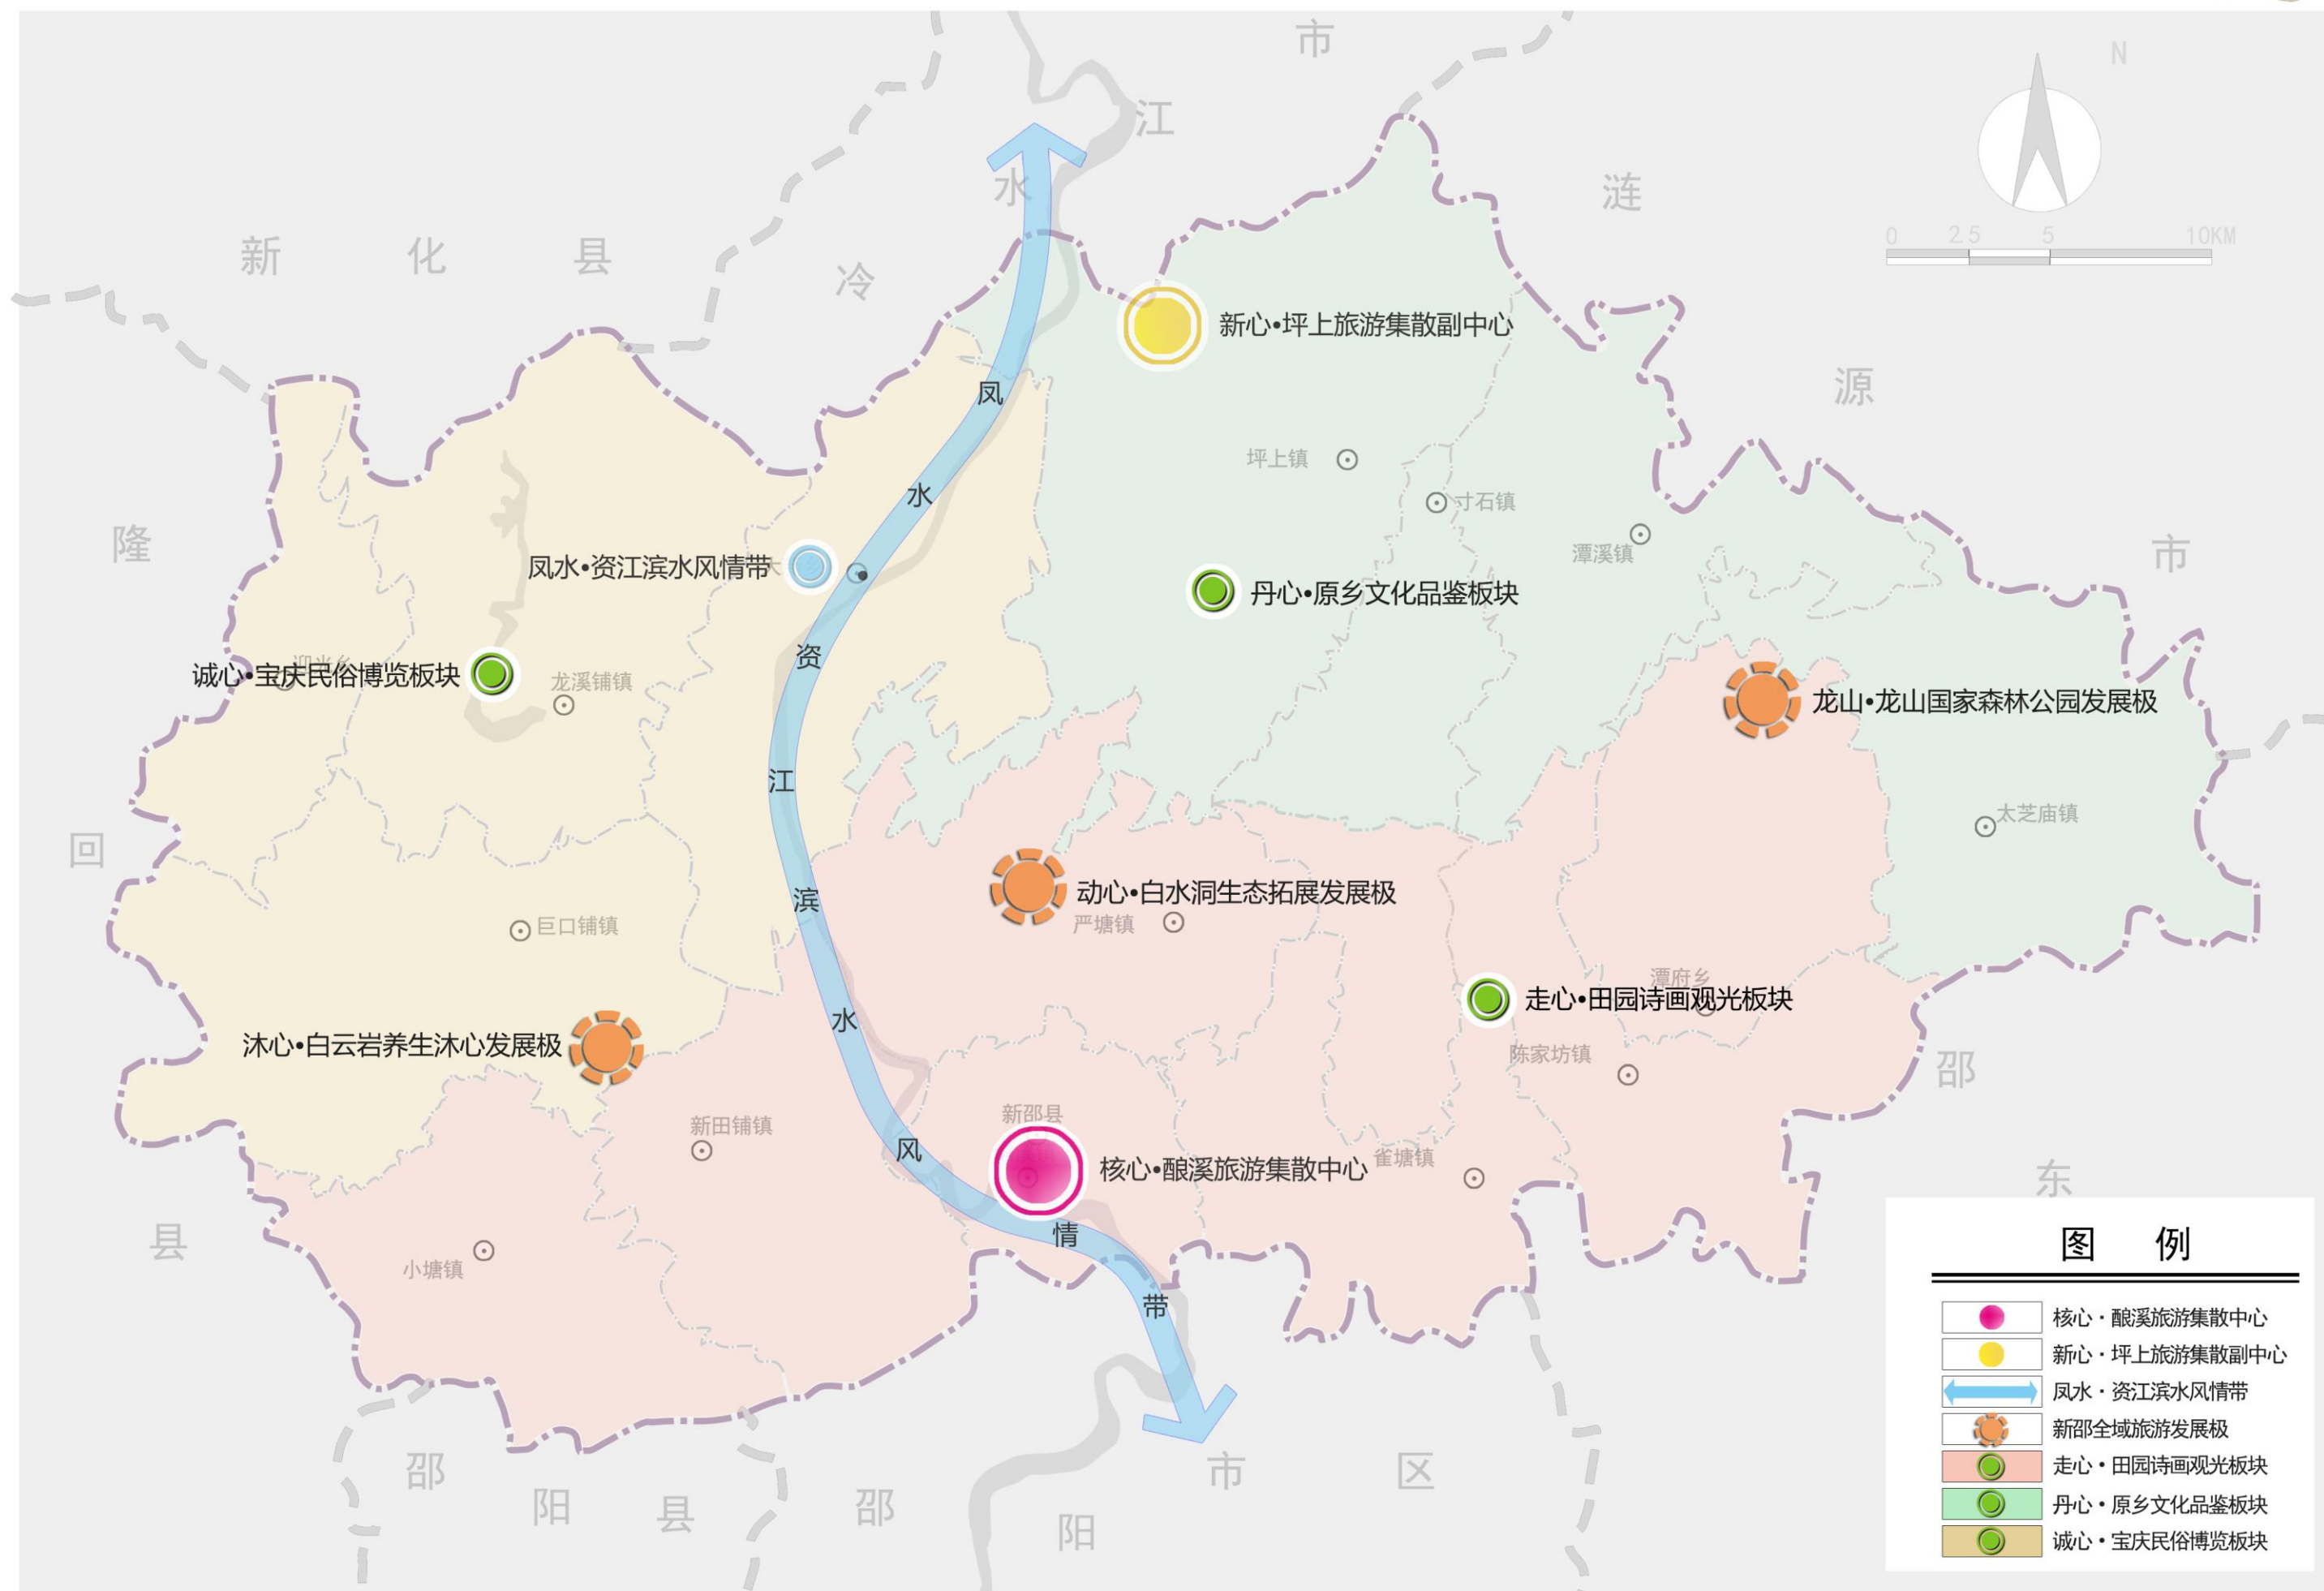 市
江
N
水
涟
0 2.5 5 10KM
新化县
冷
新心•坪上旅游集散副中心
源
凤水资江滨水风情带
坪上镇
寸石镇
隆
潭溪镇
市
凤水•资江滨水风情带
丹心•原乡文化品鉴板块
迎光乡
诚心•宝庆民俗博览板块
龙溪铺镇
龙山•龙山国家森林公园发展极
太芝庙镇
回
动心•白水洞生态拓展发展极
严塘镇
巨口铺镇
潭府乡
走心•田园诗画观光板块
沐心•白云岩养生沐心发展极
陈家坊镇
邵
新邵县
新田铺镇
核心•酿溪旅游集散中心
雀塘镇
东
县
小塘镇
邵阳县
邵阳市区
图例
核心·酿溪旅游集散中心
新心·坪上旅游集散副中心
凤水·资江滨水风情带
新邵全域旅游发展极
走心·田园诗画观光板块
丹心·原乡文化品鉴板块
诚心·宝庆民俗博览板块